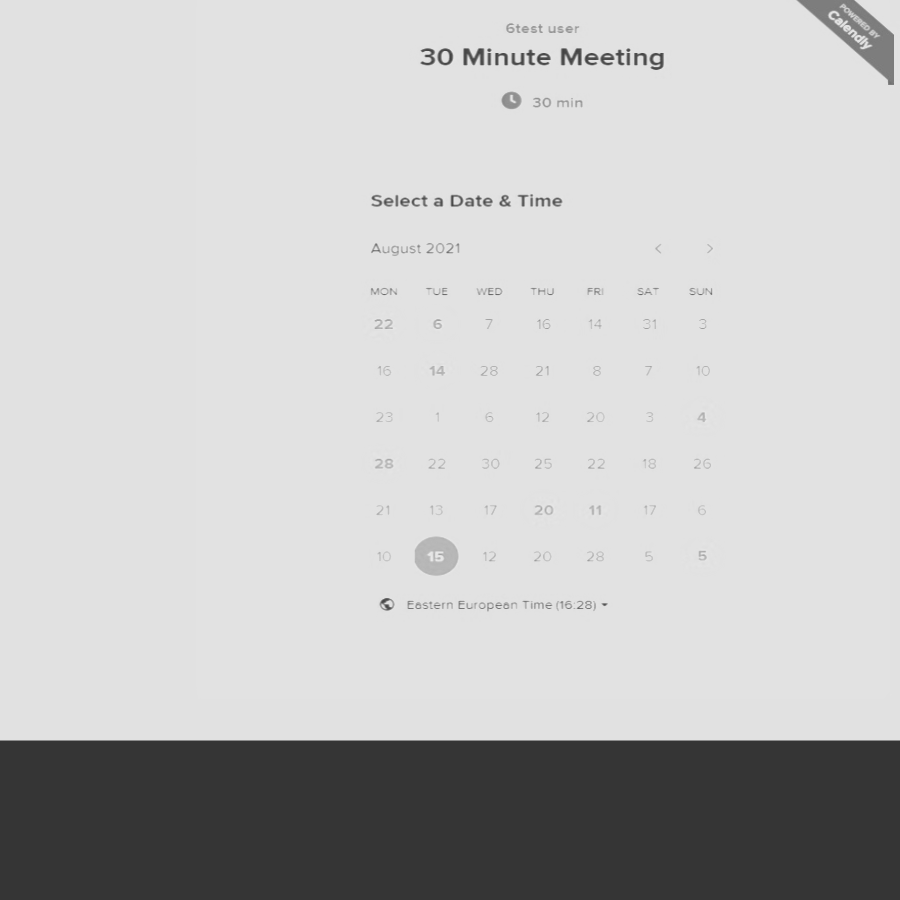 6test user
30 Minute Meeting
30 min
POWERED BY
Calendly
Select a Date & Time
August 2021
MON TUE WED THU FRI SAT SUN
22 6 7 16 14 31 3
16 14 28 21 8 7 10
23 1 6 12 20 3 4
28 22 30 25 22 18 26
21 13 17 20 11 17 6
10 15 12 20 28 5 5
Eastern European Time (16:28)